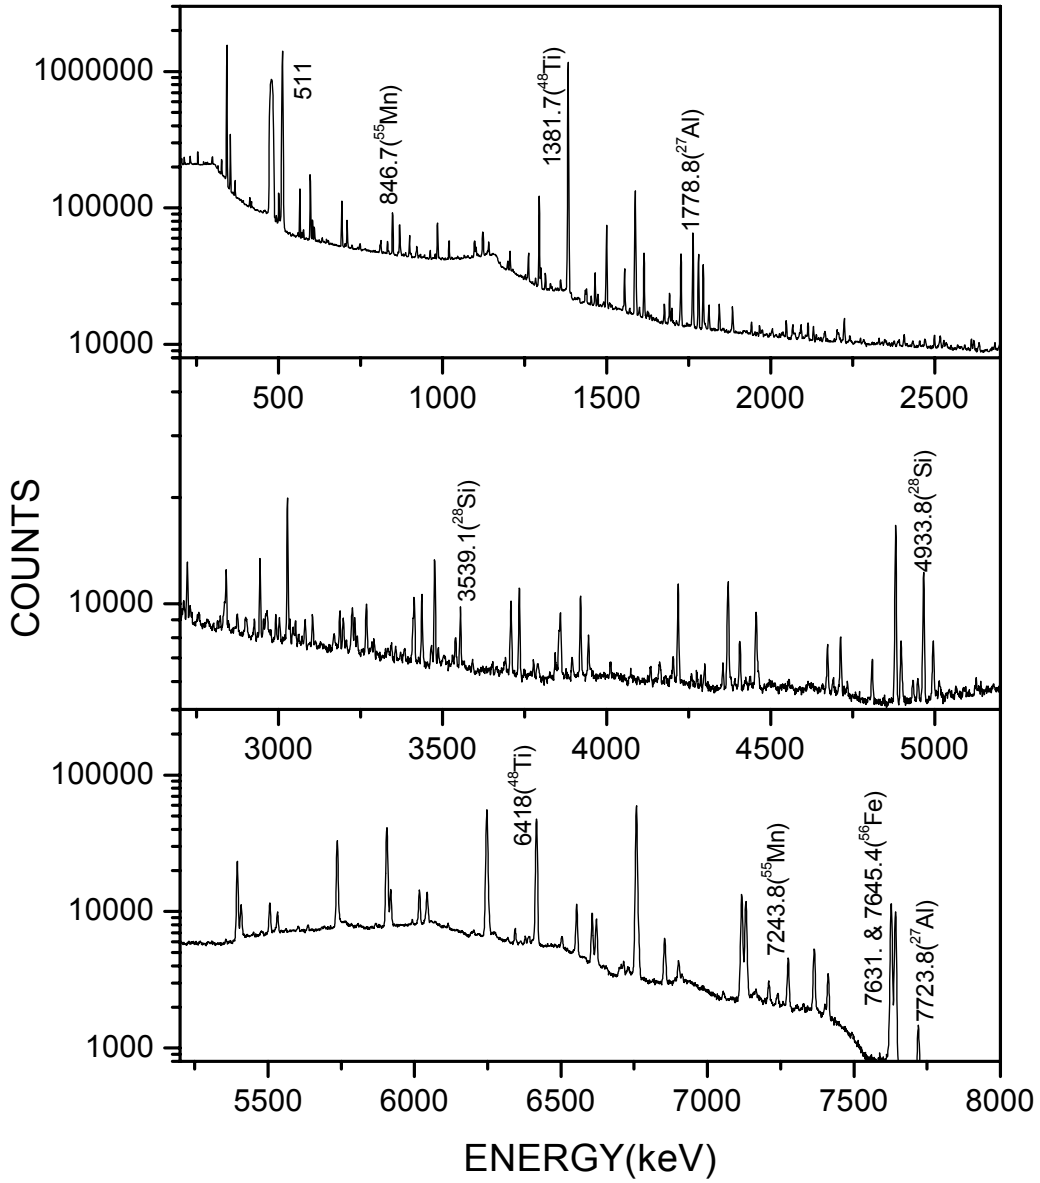 COUNTS
1000000
100000
10000
511
846.7(⁵⁵Mn)
1381.7(⁴⁸Ti)
1778.8(²⁷Al)
500 1000 1500 2000 2500
10000
3539.1(²⁸Si)
4933.8(²⁸Si)
3000 3500 4000 4500 5000
100000
10000
1000
6418(⁴⁸Ti)
7243.8(⁵⁵Mn)
7631. & 7645.4(⁵⁶Fe)
7723.8(²⁷Al)
5500 6000 6500 7000 7500 8000
ENERGY(keV)